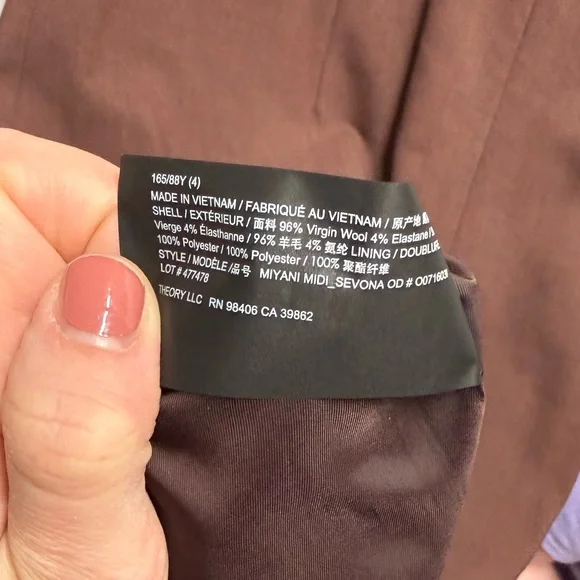 165/88Y (4)
MADE IN VIETNAM / FABRIQUÉ AU VIETNAM / 原产地
SHELL / EXTÉRIEUR / 面料 96% Virgin Wool 4% Elastane /
Vierge 4% Élasthanne / 96% 羊毛 4% 氨纶 LINING / DOUBLURE
100% Polyester / 100% Polyester / 100% 聚酯纤维
STYLE / MODÈLE /品号 MIYANI MIDI_SEVONA OD # O071603
LOT # 477478
THEORY LLC RN 98406 CA 39862